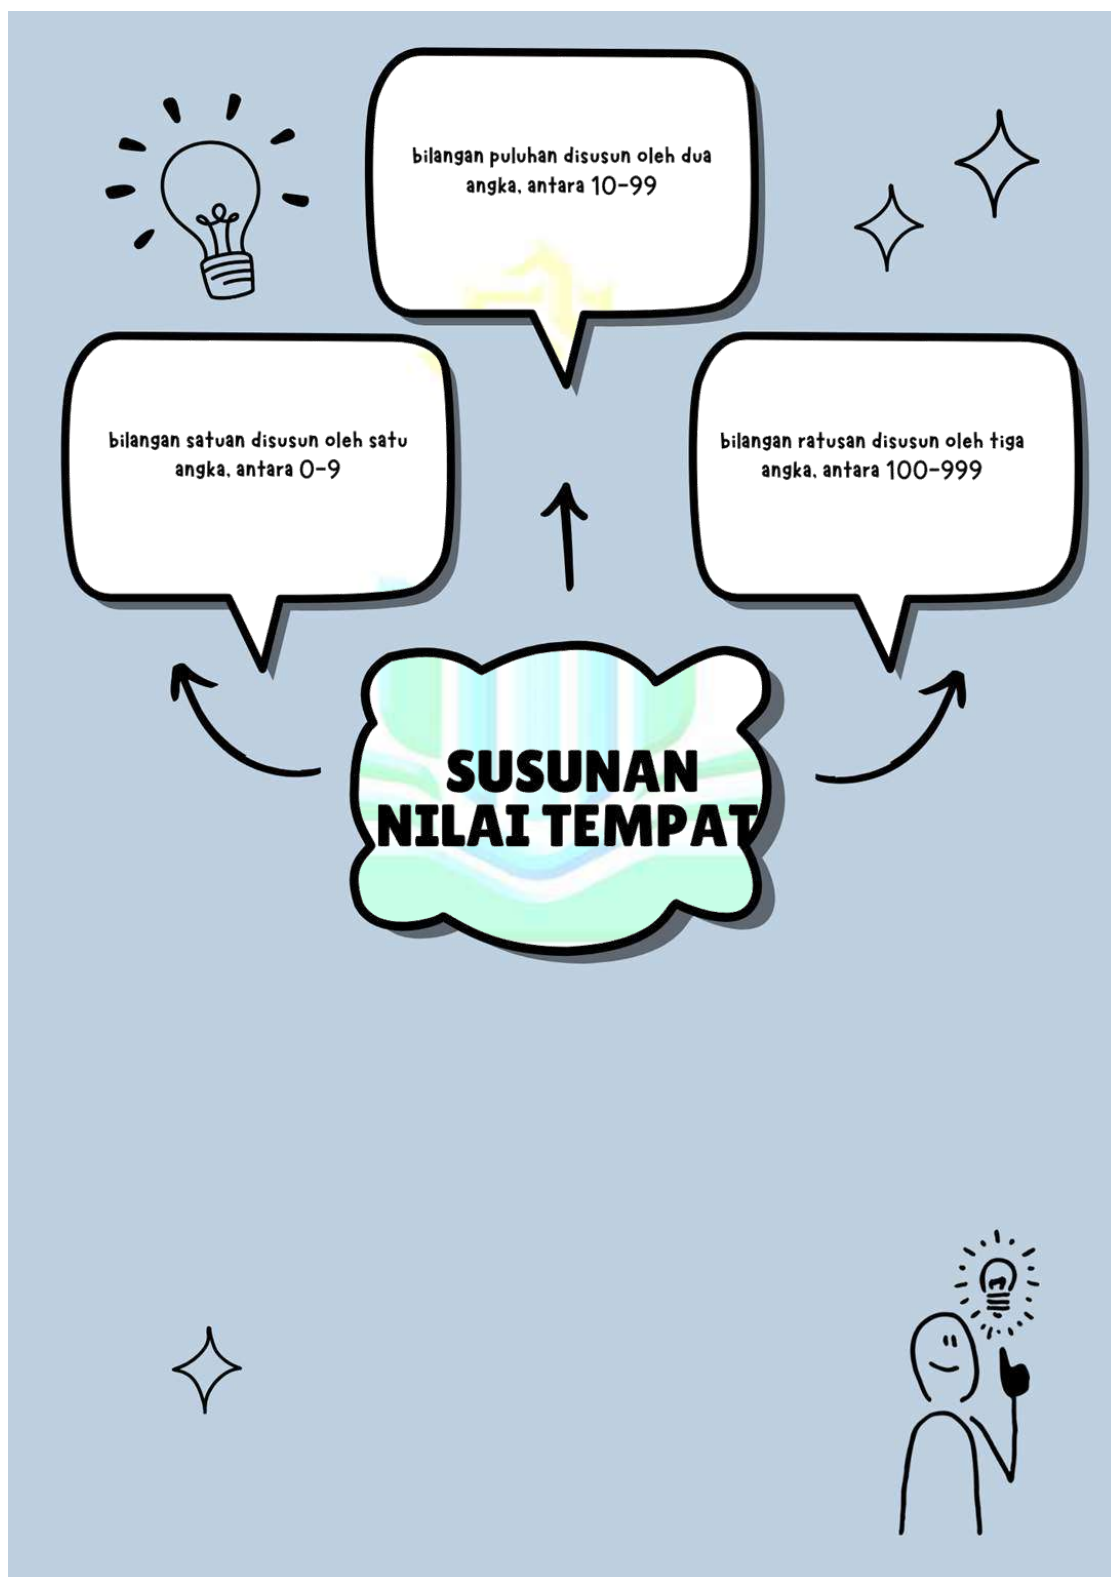 bilangan puluhan disusun oleh dua
angka, antara 10-99
bilangan satuan disusun oleh satu
angka, antara 0-9
bilangan ratusan disusun oleh tiga
angka, antara 100-999
SUSUNAN
NILAI TEMPAT